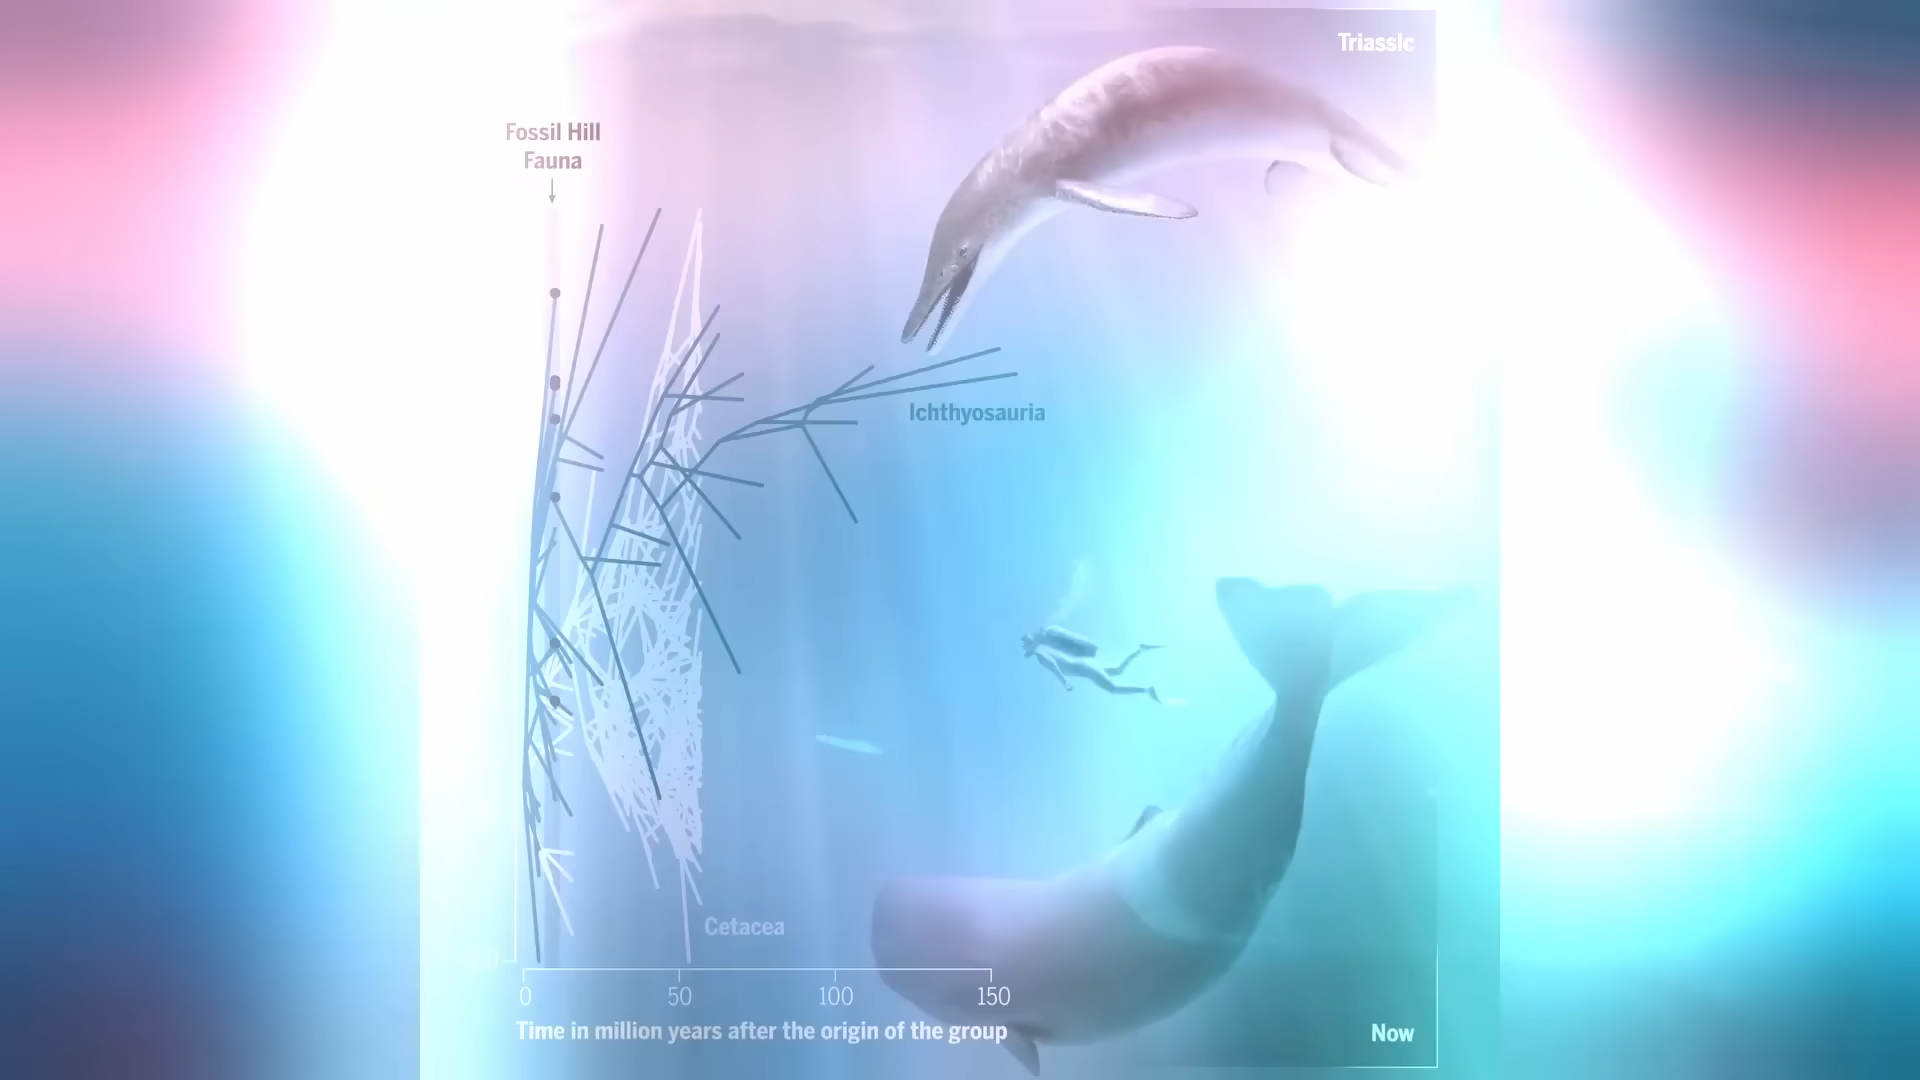 Triassic
Fossil Hill
Fauna
Ichthyosauria
Cetacea
0
0 50 100 150
Time in million years after the origin of the group
Now